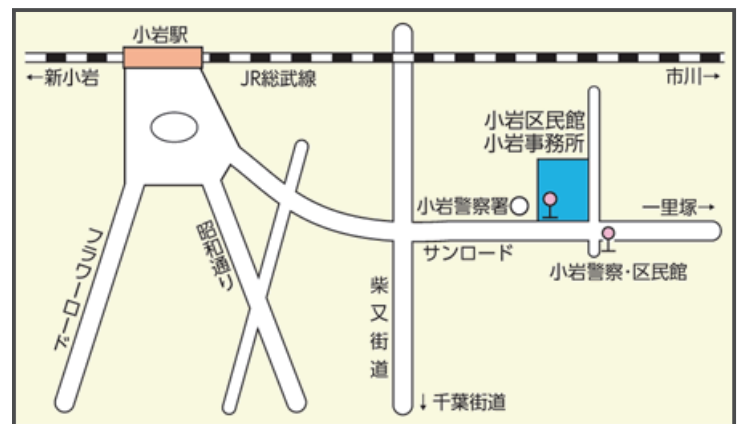 小岩駅
←新小岩
JR総武線
市川→
小岩区民館
小岩事務所
小岩警察署
一里塚→
サンロード
小岩警察・区民館
フラワーロード
昭和通り
柴又街道
↓千葉街道